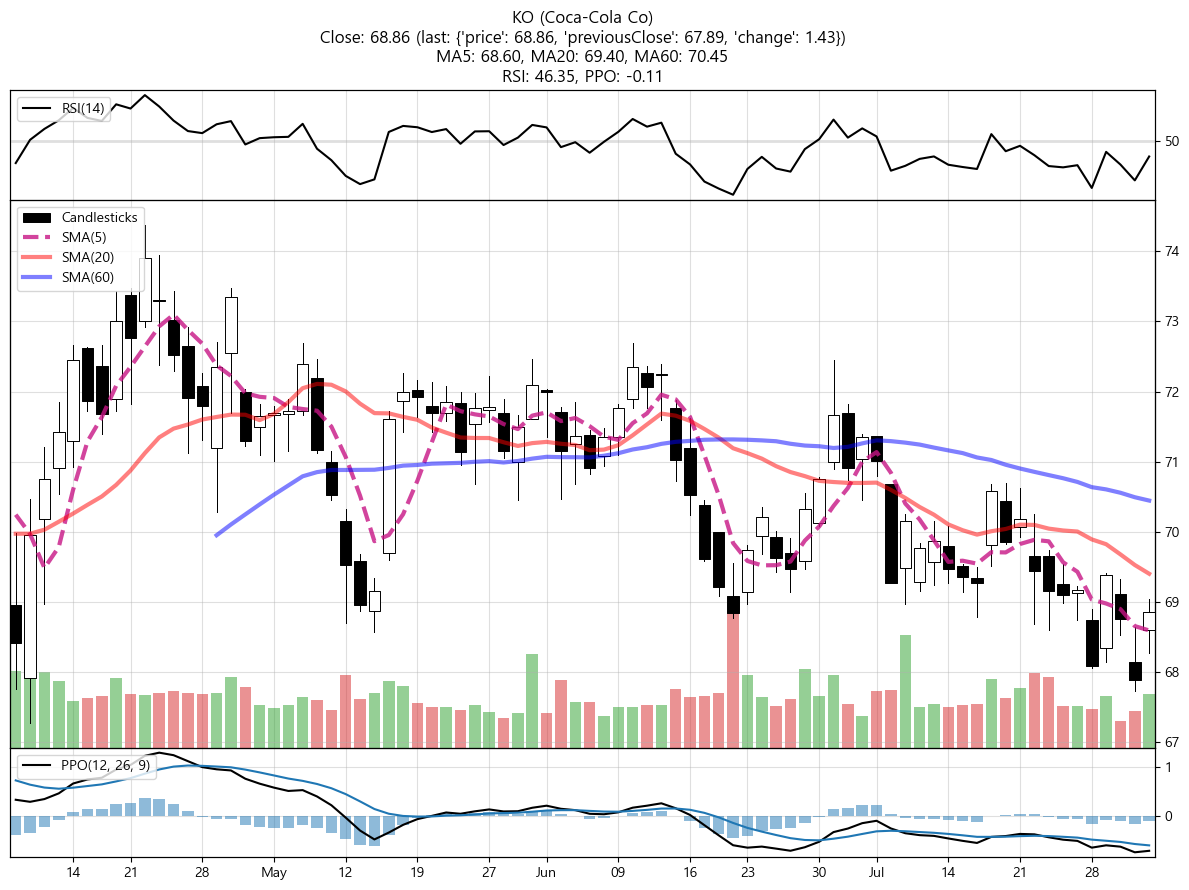 KO (Coca-Cola Co)
Close: 68.86 (last: {'price': 68.86, 'previousClose': 67.89, 'change': 1.43})
MA5: 68.60, MA20: 69.40, MA60: 70.45
RSI: 46.35, PPO: -0.11
RSI(14)
50
Candlesticks
SMA(5)
SMA(20)
SMA(60)
74
73
72
71
70
69
68
67
PPO(12, 26, 9)
1
0
14 21 28 May 12 19 27 Jun 09 16 23 30 Jul 14 21 28